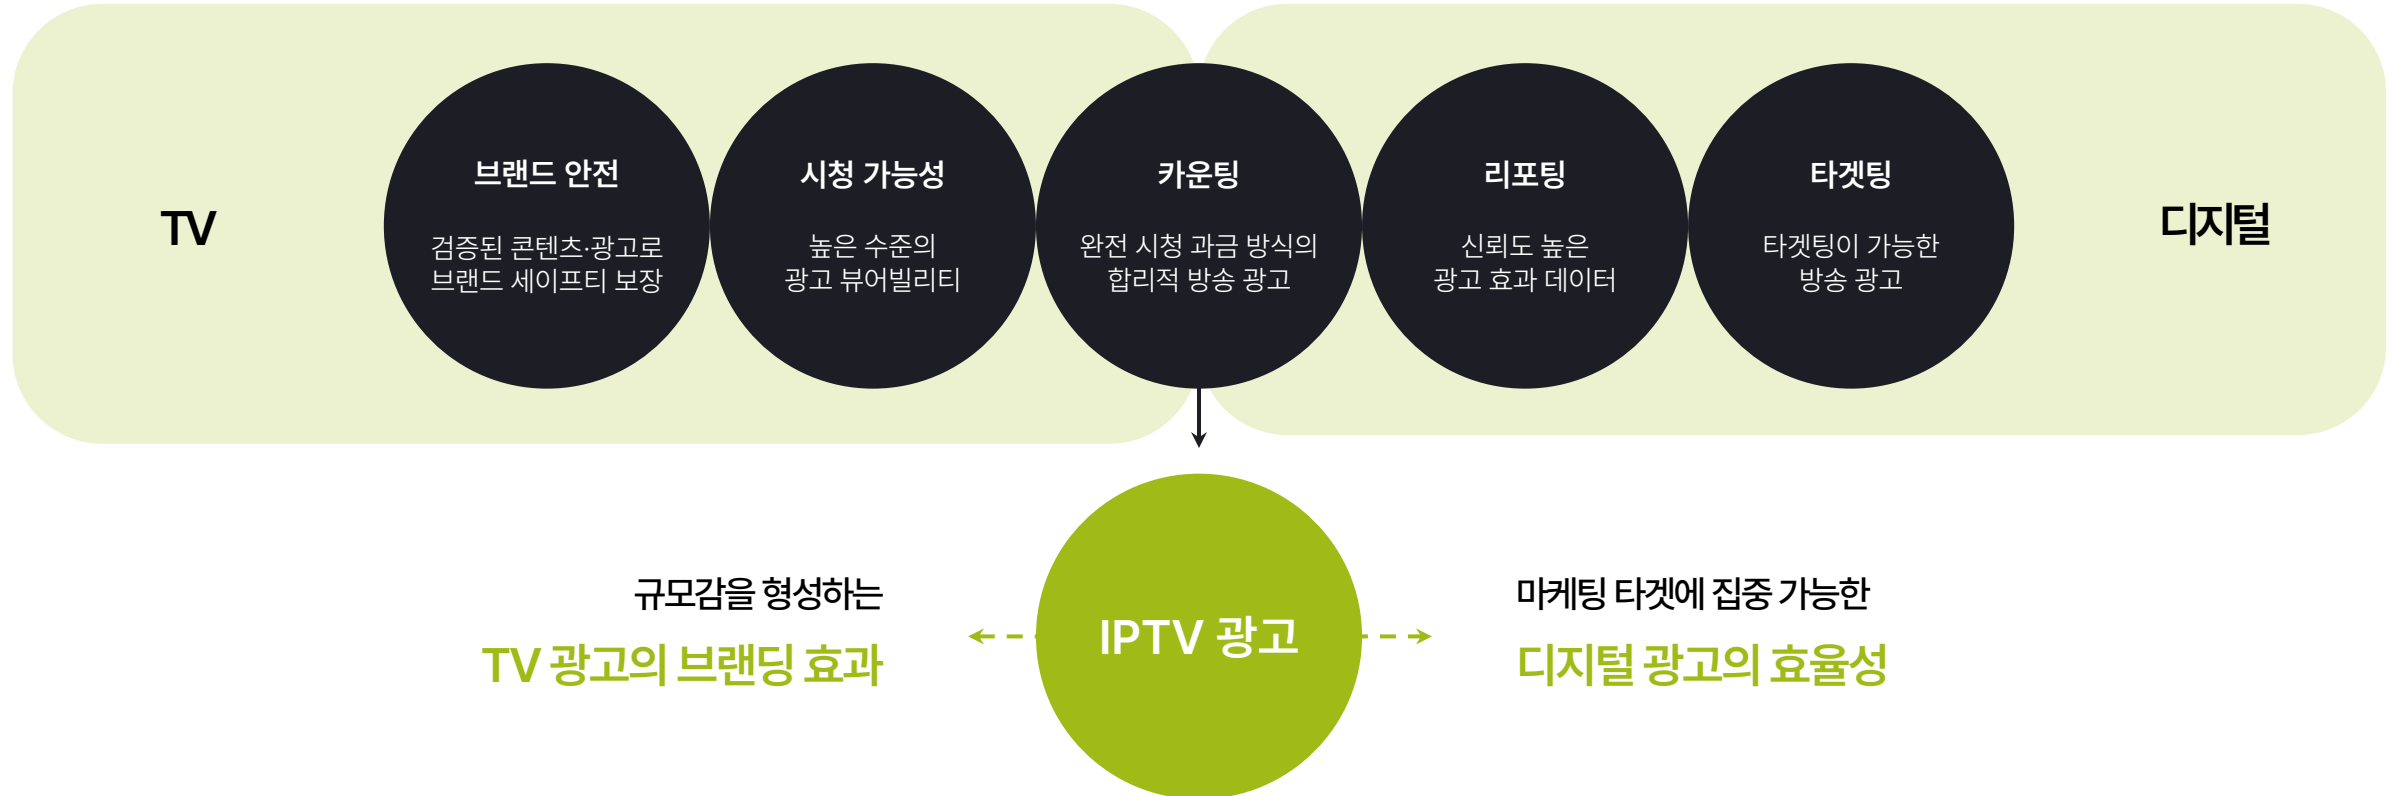 TV
브랜드 안전
검증된 콘텐츠·광고로
브랜드 세이프티 보장
시청 가능성
높은 수준의
광고 뷰어빌리티
카운팅
완전 시청 과금 방식의
합리적 방송 광고
리포팅
신뢰도 높은
광고 효과 데이터
타겟팅
타겟팅이 가능한
방송 광고
디지털
규모감을 형성하는
TV 광고의 브랜딩 효과
IPTV 광고
마케팅 타겟에 집중 가능한
디지털 광고의 효율성